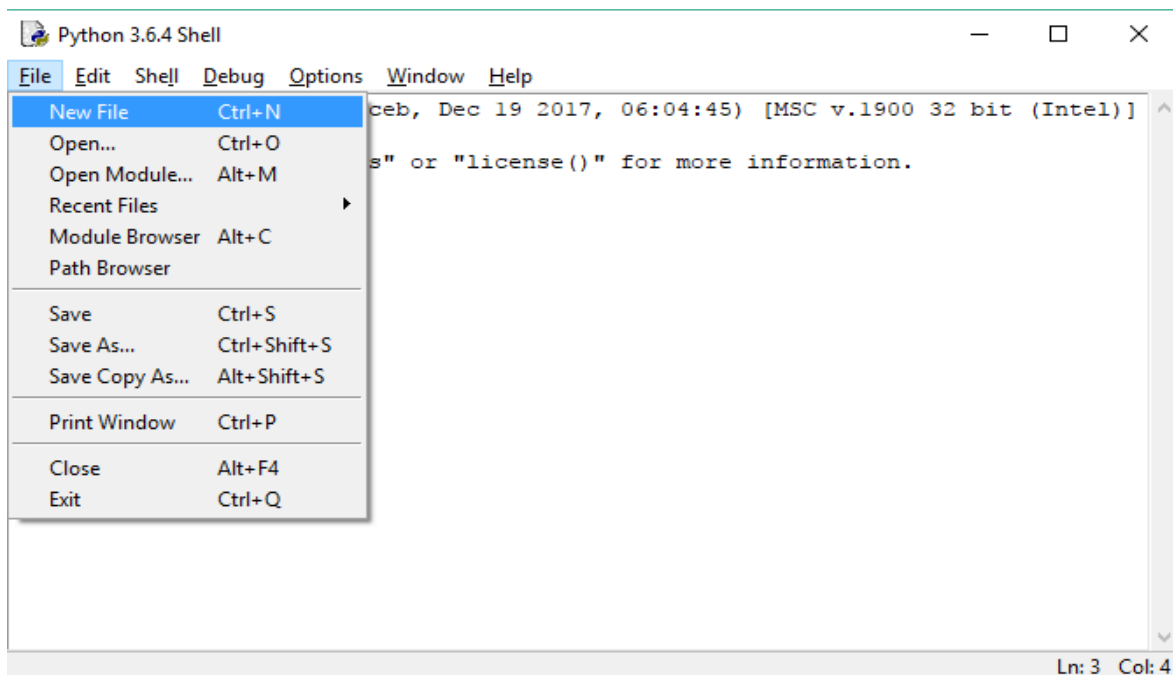 Python 3.6.4 Shell
File Edit Shell Debug Options Window Help
ceb, Dec 19 2017, 06:04:45) [MSC v.1900 32 bit (Intel)]
s" or "license()" for more information.
New File Ctrl+N
Open... Ctrl+O
Open Module... Alt+M
Recent Files
Module Browser Alt+C
Path Browser
Save Ctrl+S
Save As... Ctrl+Shift+S
Save Copy As... Alt+Shift+S
Print Window Ctrl+P
Close Alt+F4
Exit Ctrl+Q
Ln: 3 Col: 4